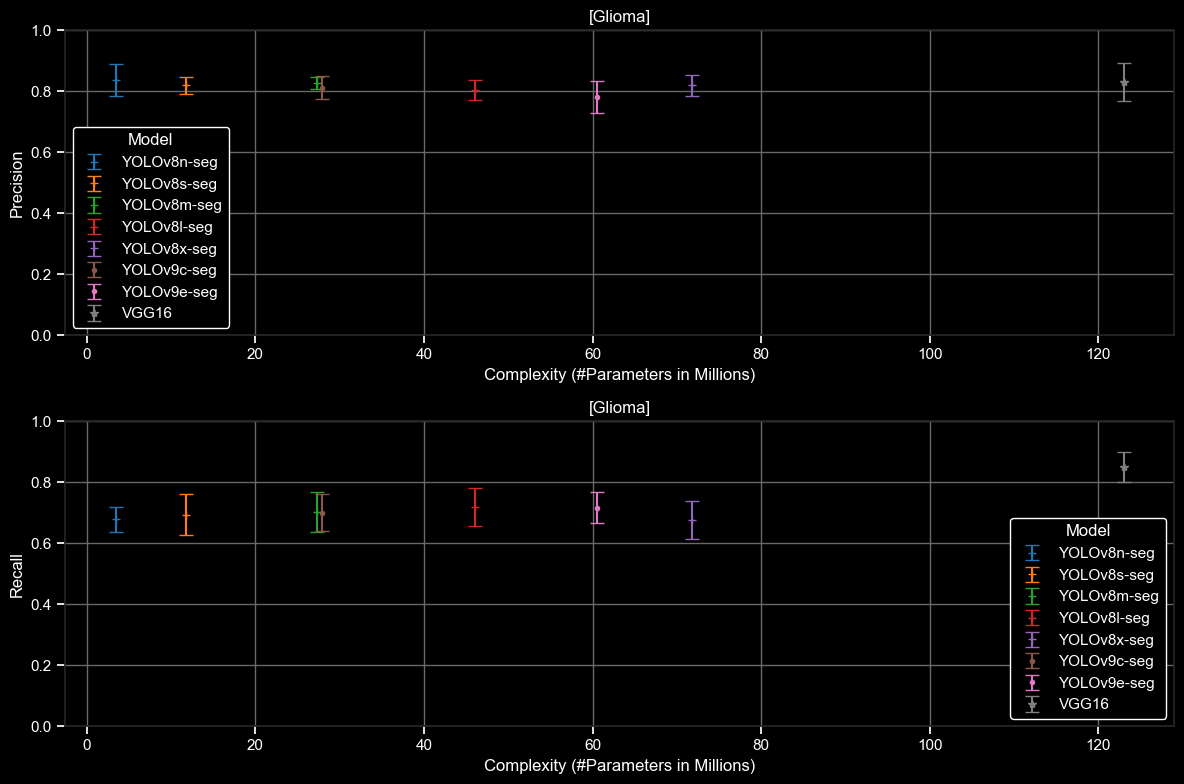 [Glioma]
1.0
0.8
0.6
0.4
0.2
0.0
Precision
Model
YOLOv8n-seg
YOLOv8s-seg
YOLOv8m-seg
YOLOv8l-seg
YOLOv8x-seg
YOLOv9c-seg
YOLOv9e-seg
VGG16
0 20 40 60 80 100 120
Complexity (#Parameters in Millions)
[Glioma]
1.0
0.8
0.6
0.4
0.2
0.0
Recall
Model
YOLOv8n-seg
YOLOv8s-seg
YOLOv8m-seg
YOLOv8l-seg
YOLOv8x-seg
YOLOv9c-seg
YOLOv9e-seg
VGG16
0 20 40 60 80 100 120
Complexity (#Parameters in Millions)